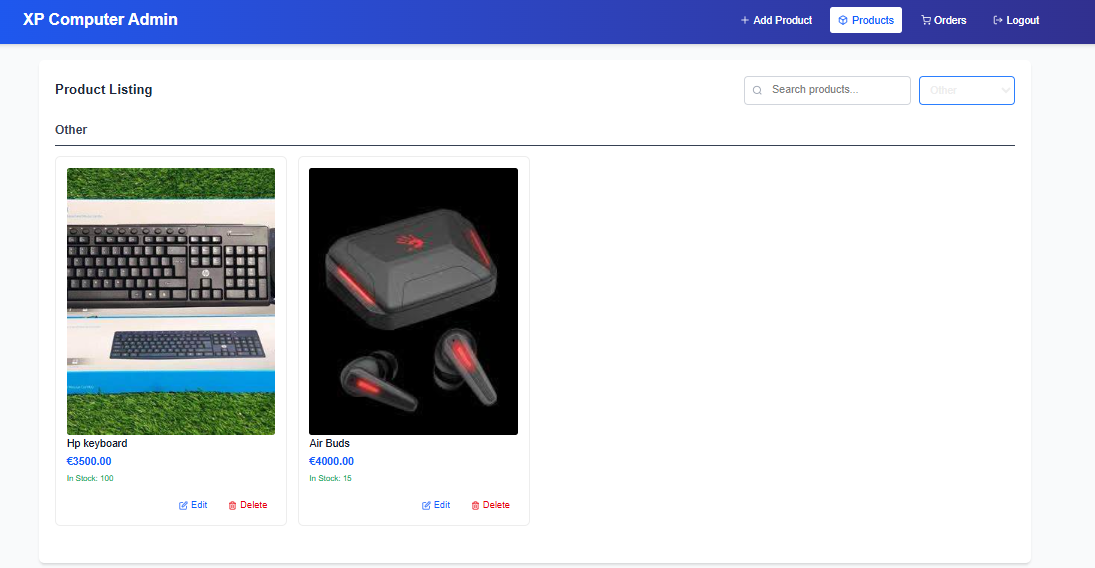 XP Computer Admin
Add Product
Products
Orders
Logout
Product Listing
Search products...
Other
Other
hp
Hp keyboard
€3500.00
In Stock: 100
Edit
Delete
Air Buds
€4000.00
In Stock: 15
Edit
Delete